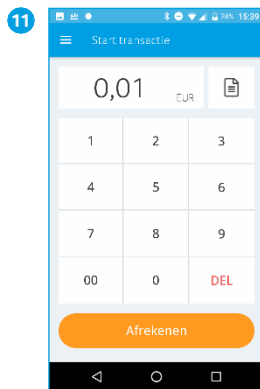 11
28% 15:39
Start transactie
0,01 EUR
1 2 3
4 5 6
7 8 9
00 0 DEL
Afrekenen